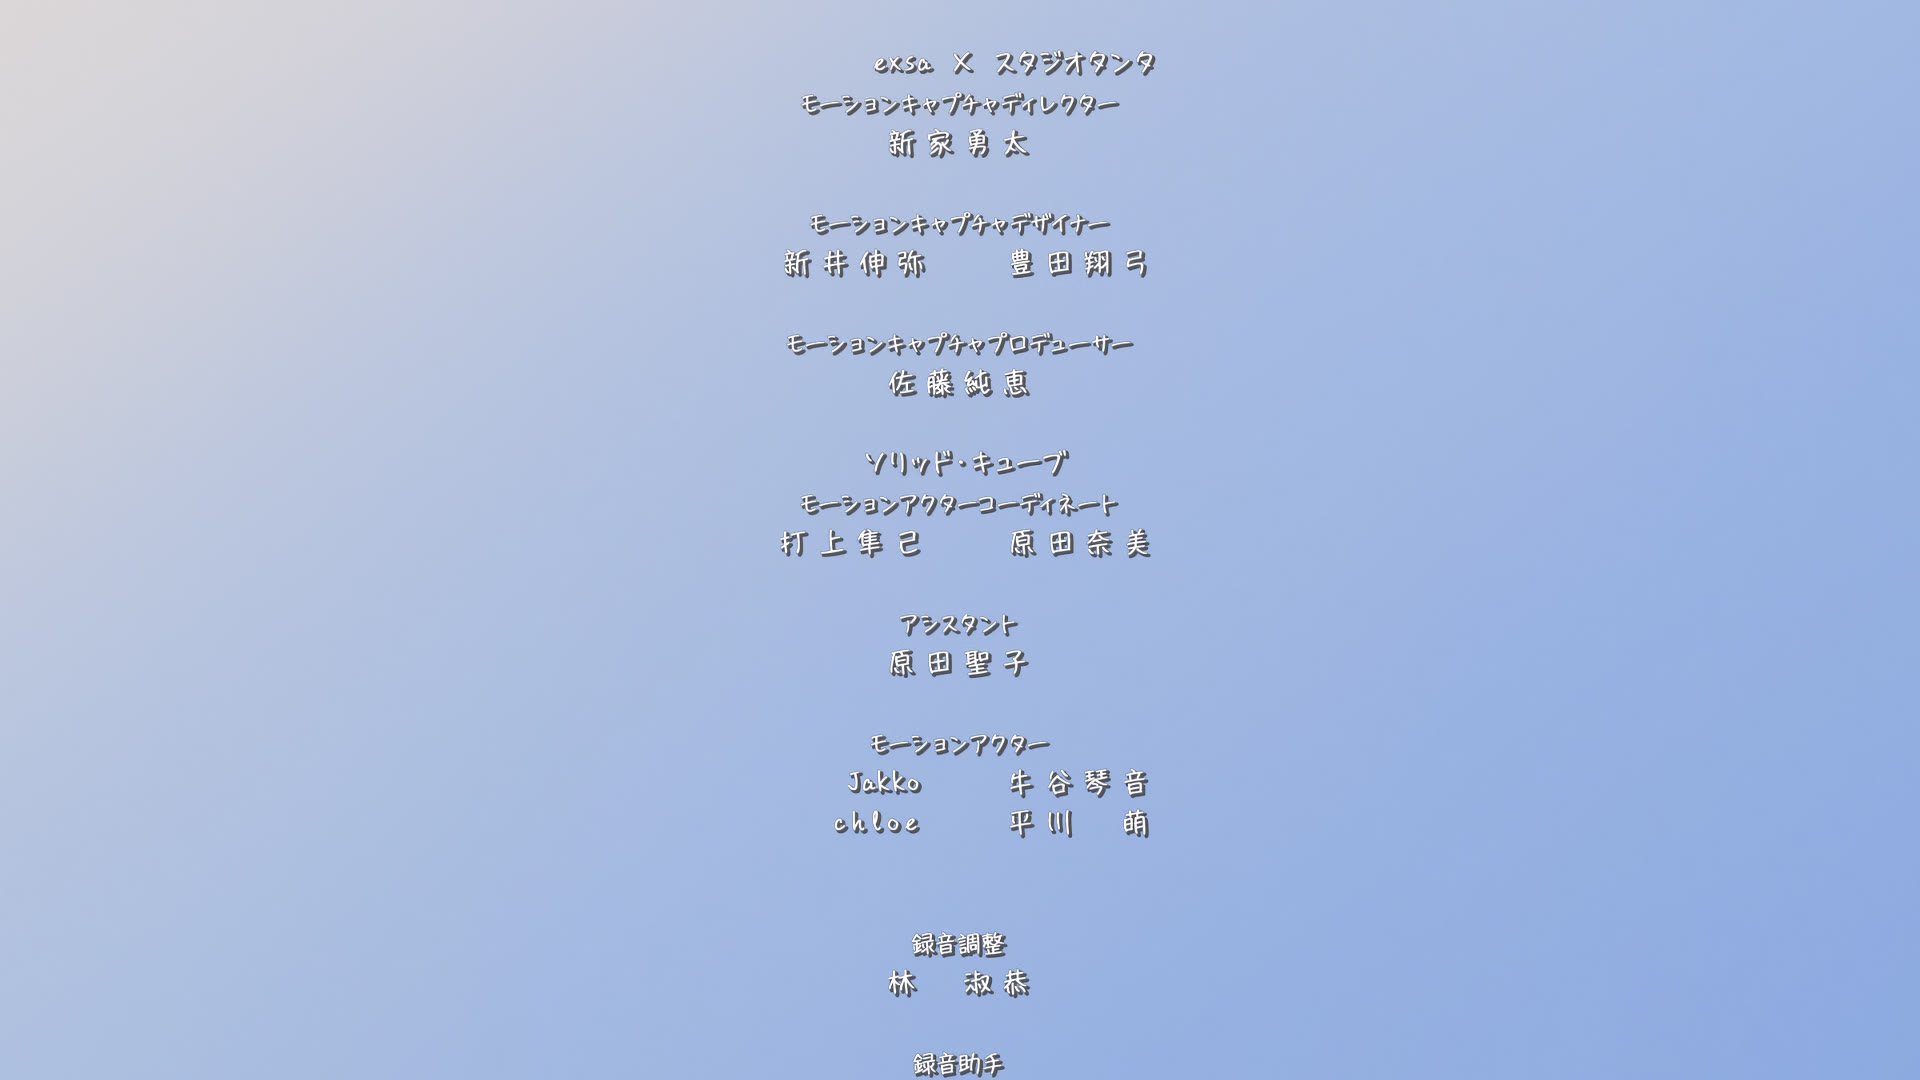 exsa X スタジオタンタ
モーションキャプチャディレクター
新家勇太
モーションキャプチャデザイナー
新井伸弥 豊田翔弓
モーションキャプチャプロデューサー
佐藤純恵
ソリッド・キューブ
モーションアクターコーディネート
打上隼己 原田奈美
アシスタント
原田聖子
モーションアクター
Jakko 牛谷琴音
chloe 平川 萌
録音調整
林 淑恭
録音助手